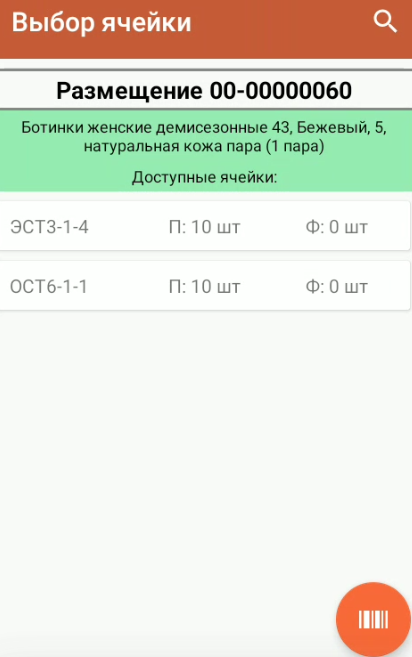 Выбор ячейки
Размещение 00-00000060
Ботинки женские демисезонные 43, Бежевый, 5,
натуральная кожа пара (1 пара)
Доступные ячейки:
ЭСТ3-1-4 П: 10 шт Ф: 0 шт
ОСТ6-1-1 П: 10 шт Ф: 0 шт